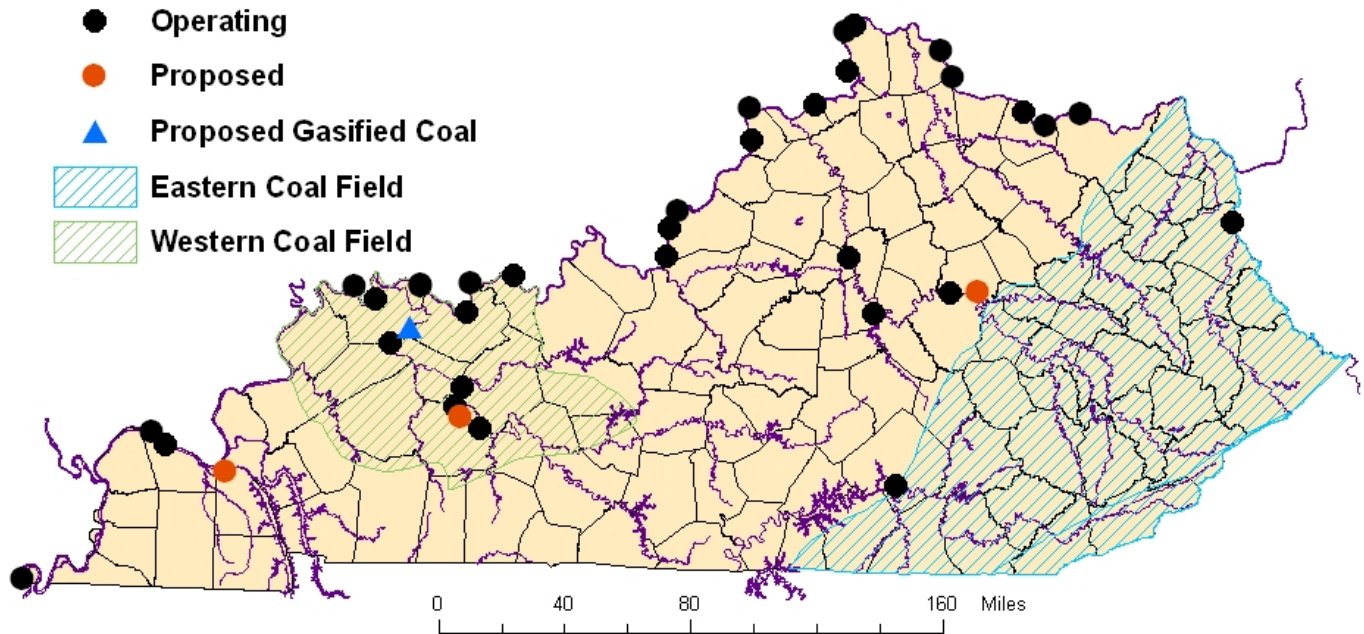 Operating
Proposed
Proposed Gasified Coal
Eastern Coal Field
Western Coal Field
0 40 80 160 Miles